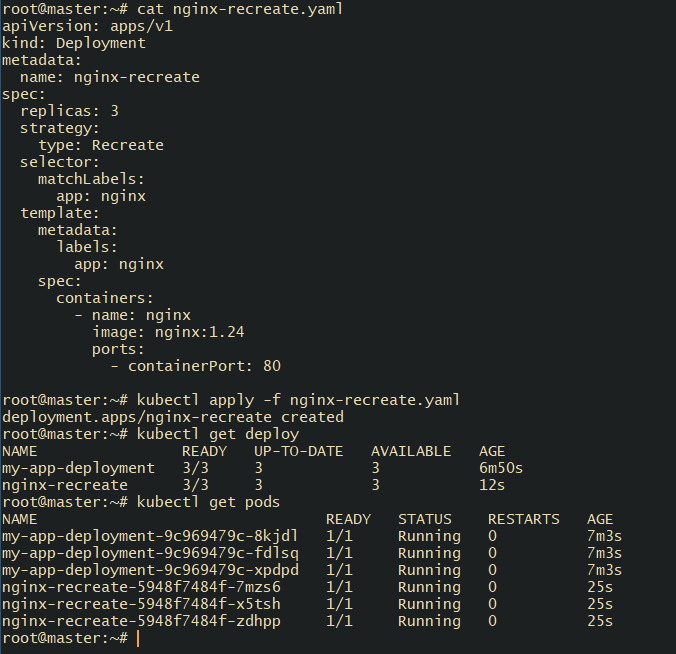 root@master:~# cat nginx-recreate.yaml
apiVersion: apps/v1
kind: Deployment
metadata:
  name: nginx-recreate
spec:
  replicas: 3
  strategy:
    type: Recreate
  selector:
    matchLabels:
      app: nginx
  template:
    metadata:
      labels:
        app: nginx
    spec:
      containers:
        - name: nginx
          image: nginx:1.24
          ports:
            - containerPort: 80

root@master:~# kubectl apply -f nginx-recreate.yaml
deployment.apps/nginx-recreate created
root@master:~# kubectl get deploy
NAME                READY   UP-TO-DATE   AVAILABLE   AGE
my-app-deployment   3/3     3            3           6m50s
nginx-recreate      3/3     3            3           12s
root@master:~# kubectl get pods
NAME                                READY   STATUS    RESTARTS   AGE
my-app-deployment-9c969479c-8kjdl   1/1     Running   0          7m3s
my-app-deployment-9c969479c-fdlsq   1/1     Running   0          7m3s
my-app-deployment-9c969479c-xpdpd   1/1     Running   0          7m3s
nginx-recreate-5948f7484f-7mzs6     1/1     Running   0          25s
nginx-recreate-5948f7484f-x5tsh     1/1     Running   0          25s
nginx-recreate-5948f7484f-zdhpp     1/1     Running   0          25s
root@master:~#